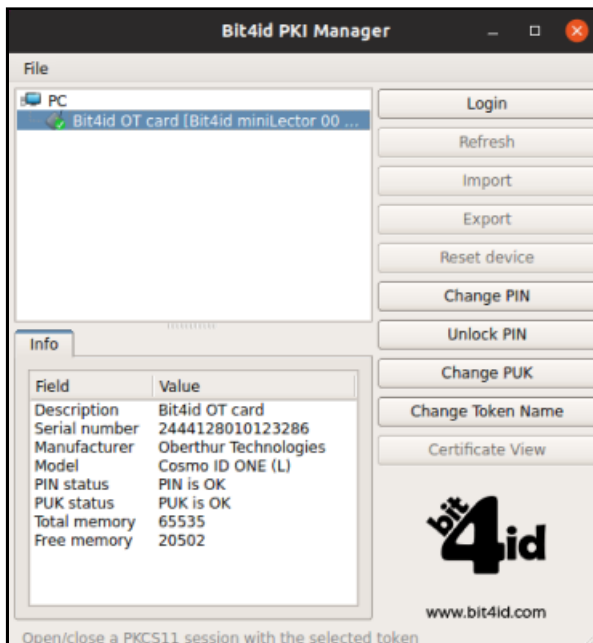 Bit4id PKI Manager
File
PC
Bit4id OT card [Bit4id miniLector 00 ...
Login
Refresh
Import
Export
Reset device
Change PIN
Unlock PIN
Change PUK
Change Token Name
Certificate View
Info
Field Value
Description Bit4id OT card
Serial number 2444128010123286
Manufacturer Oberthur Technologies
Model Cosmo ID ONE (L)
PIN status PIN is OK
PUK status PUK is OK
Total memory 65535
Free memory 20502
bit4id
www.bit4id.com
Open/close a PKCS11 session with the selected token